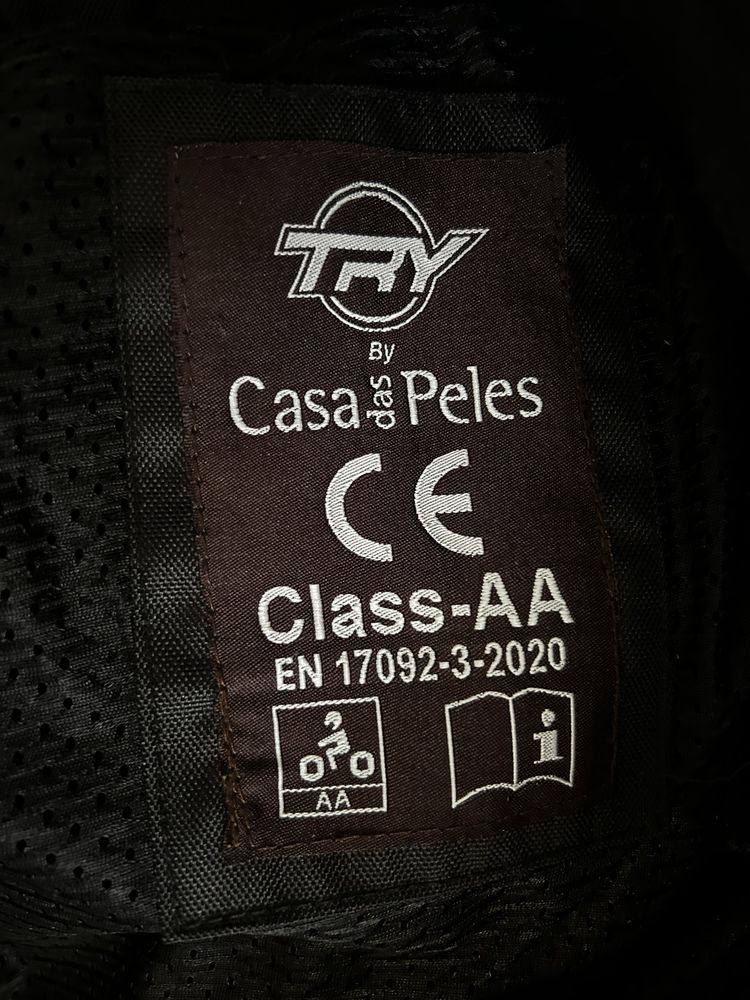 TRY
By
Casa das Peles
CE
Class-AA
EN 17092-3-2020
AA
i